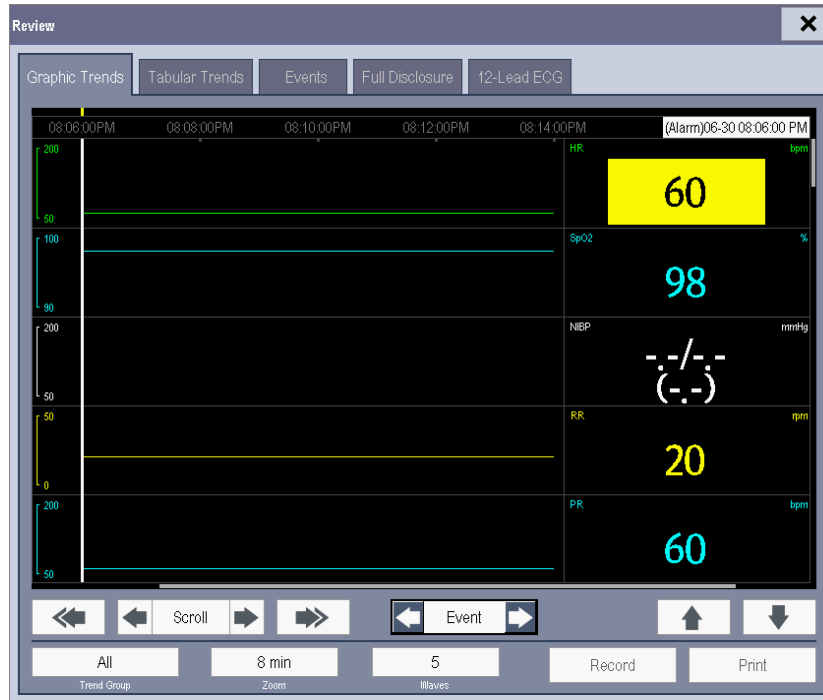 Review
Graphic Trends Tabular Trends Events Full Disclosure 12-Lead ECG
08:06:00PM 08:08:00PM 08:10:00PM 08:12:00PM 08:14:00PM (Alarm)06-30 08:06:00 PM
200 HR bpm
60
50
100 SpO2 %
98
90
200 NIBP mmHg
-.-/-.-
(-.-)
50
50 RR rpm
20
0
200 PR bpm
60
50
Scroll Event
All 8 min 5 Record Print
Trend Group Zoom Waves